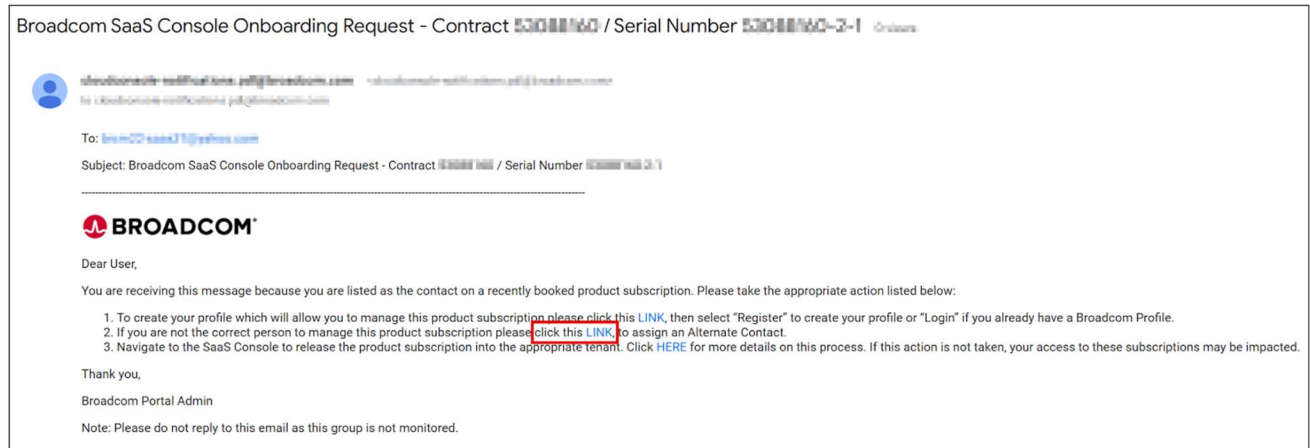 Broadcom SaaS Console Onboarding Request - Contract / Serial Number
To:
Subject: Broadcom SaaS Console Onboarding Request - Contract / Serial Number
BROADCOM®
Dear User,
You are receiving this message because you are listed as the contact on a recently booked product subscription. Please take the appropriate action listed below:
1. To create your profile which will allow you to manage this product subscription please click this LINK, then select “Register” to create your profile or “Login” if you already have a Broadcom Profile.
2. If you are not the correct person to manage this product subscription please click this LINK, to assign an Alternate Contact.
3. Navigate to the SaaS Console to release the product subscription into the appropriate tenant. Click HERE for more details on this process. If this action is not taken, your access to these subscriptions may be impacted.
Thank you,
Broadcom Portal Admin
Note: Please do not reply to this email as this group is not monitored.